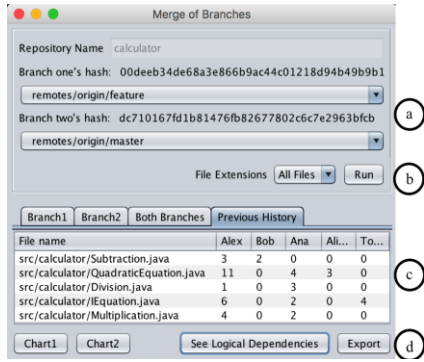 Merge of Branches
Repository Name calculator
Branch one's hash: 00deeb34de68a3e866b9ac44c01218d94b49b9b1
remotes/origin/feature
Branch two's hash: dc710167fd1b81476fb82677802c6c7e2963bfcb
remotes/origin/master
a
File Extensions All Files Run
b
Branch1 Branch2 Both Branches Previous History
File name Alex Bob Ana Ali... To...
src/calculator/Subtraction.java 3 2 0 0 0
src/calculator/QuadraticEquation.java 11 0 4 3 0
src/calculator/Division.java 1 0 3 0 0
src/calculator/IEquation.java 6 0 2 0 4
src/calculator/Multiplication.java 4 0 2 0 0
c
Chart1 Chart2 See Logical Dependencies Export
d